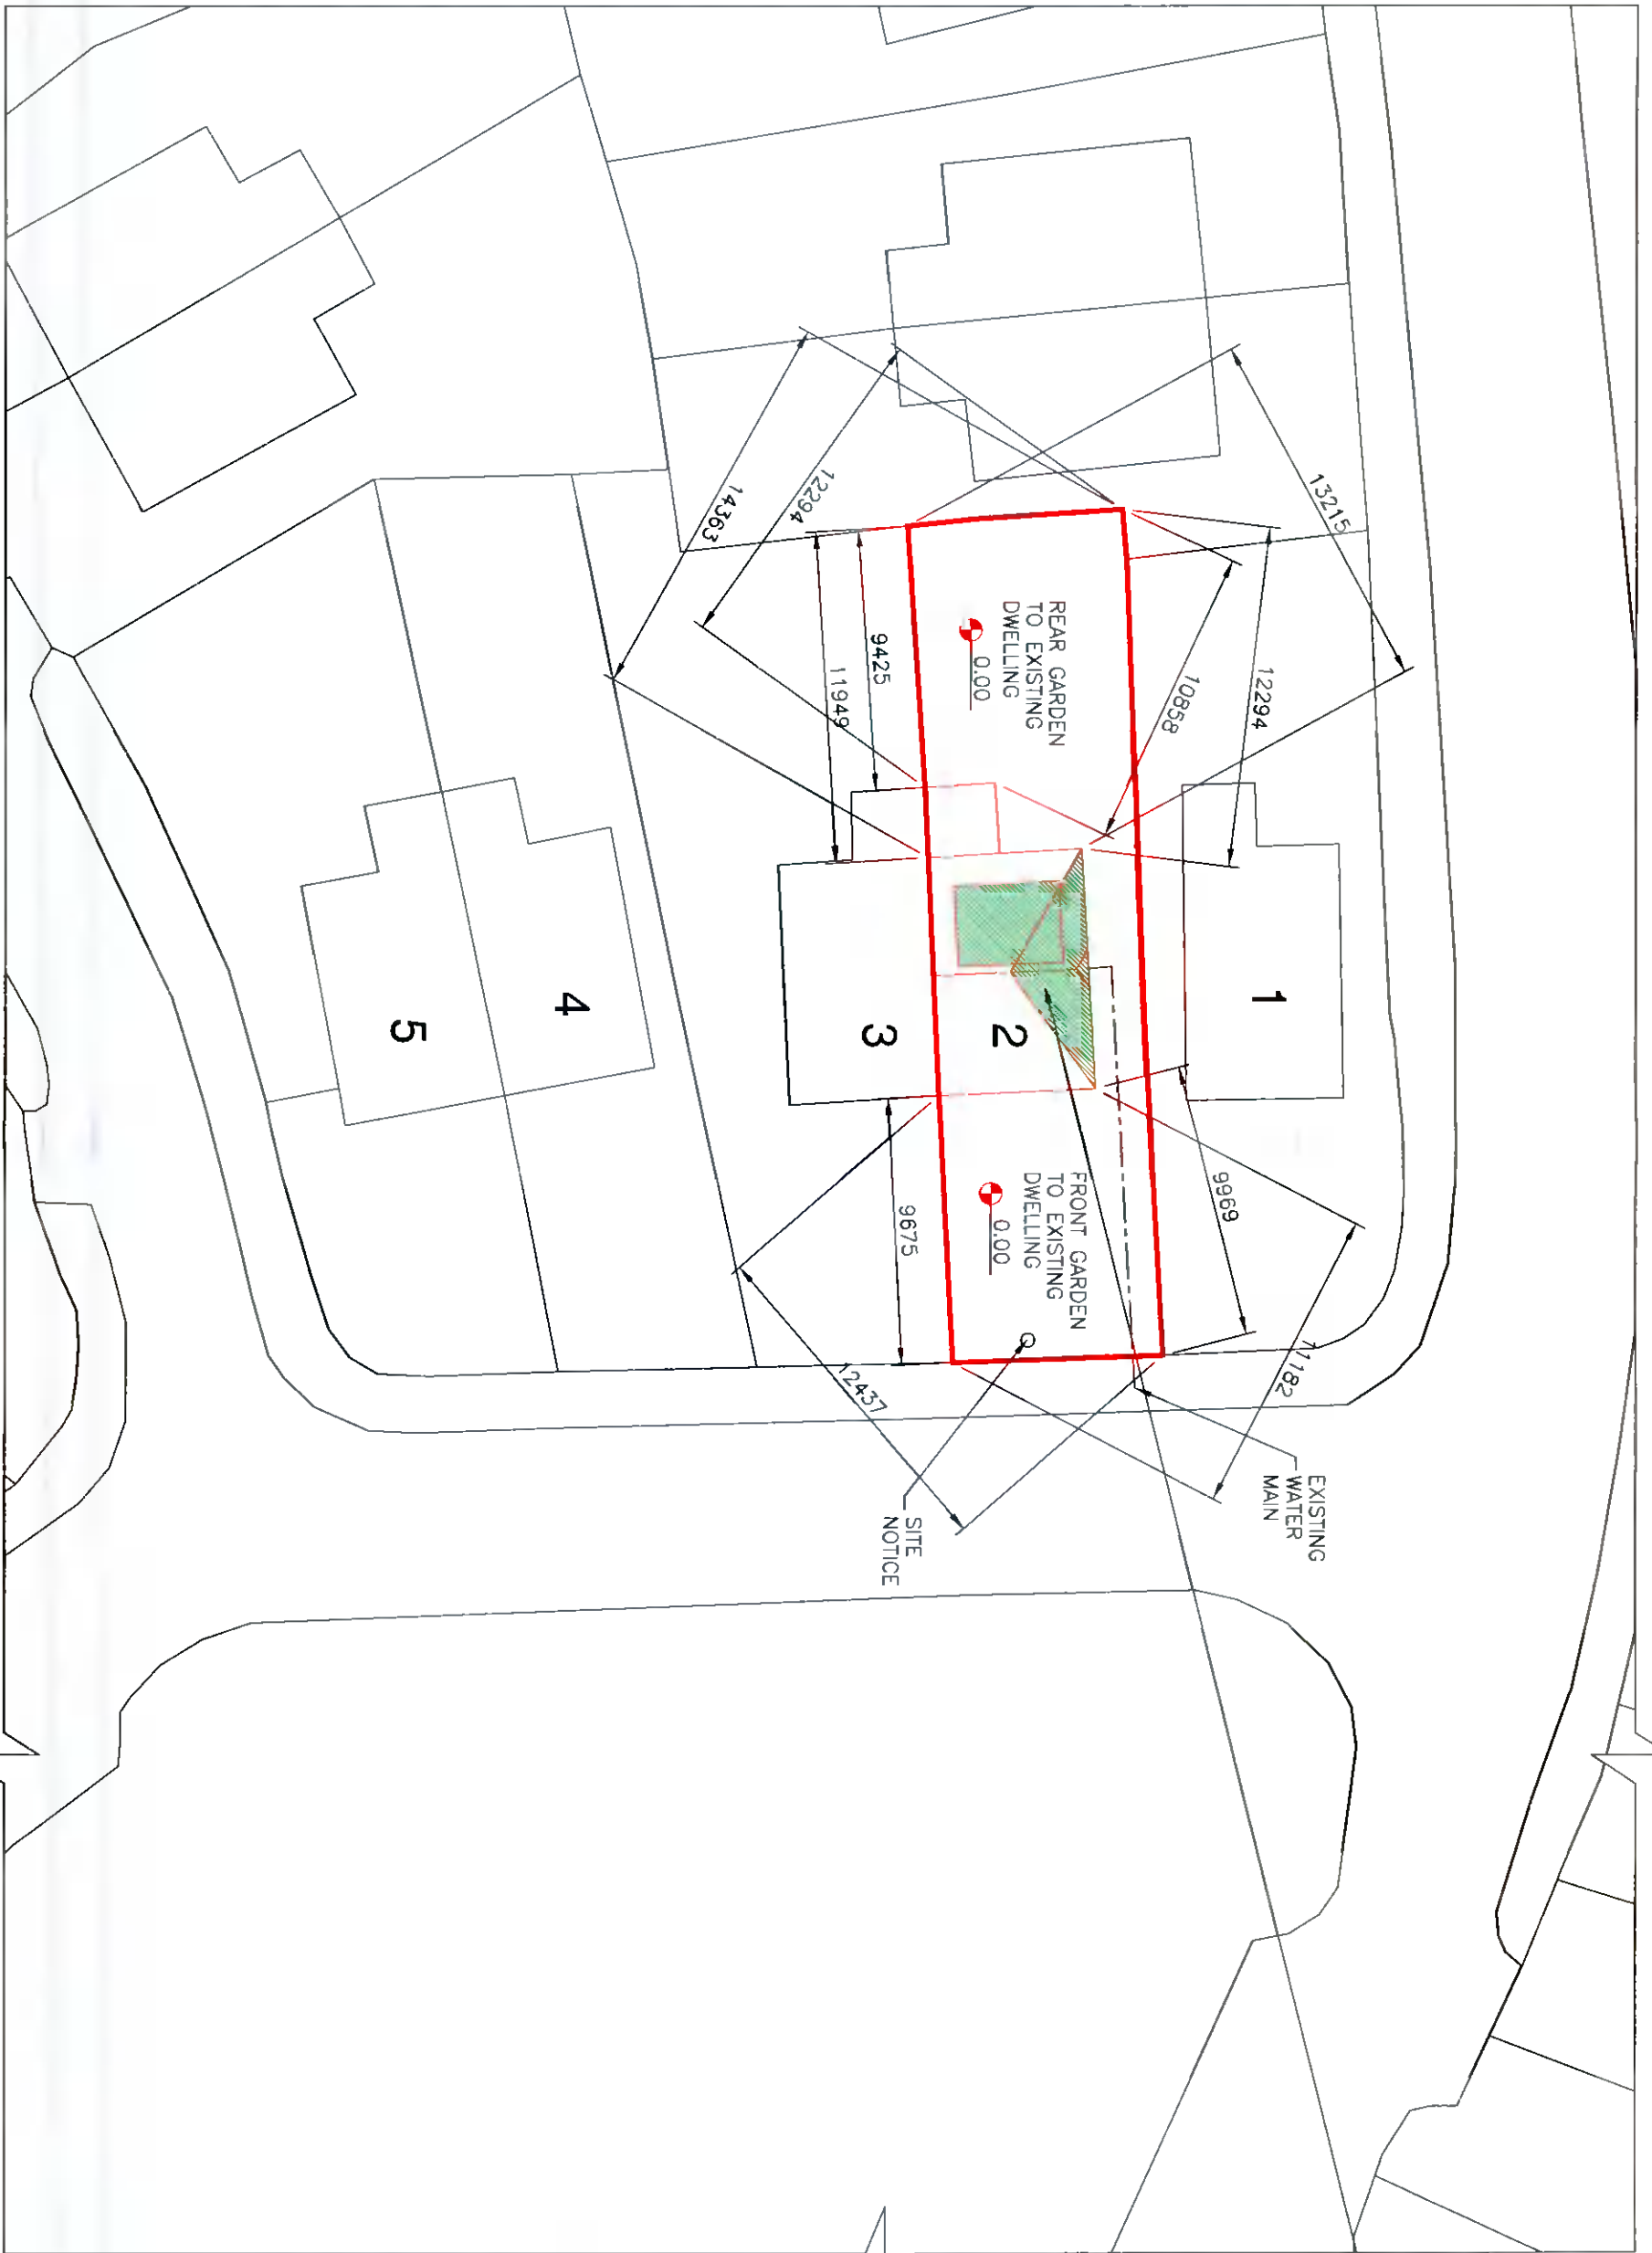 13215
12294
14363
12294
10858
9425
11949
REAR GARDEN
TO EXISTING
DWELLING
0.00
1
2
3
4
5
9969
11182
9675
12437
FRONT GARDEN
TO EXISTING
DWELLING
0.00
EXISTING
WATER
MAIN
SITE
NOTICE